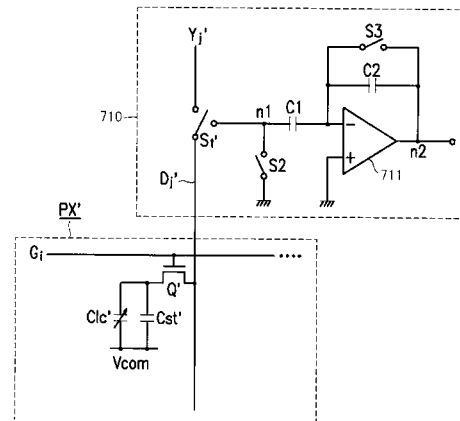 Yj'
S3
C2
710
n1
C1
St'
S2
n2
711
Dj'
PX'
Gi
Q'
Clc'
Cst'
Vcom